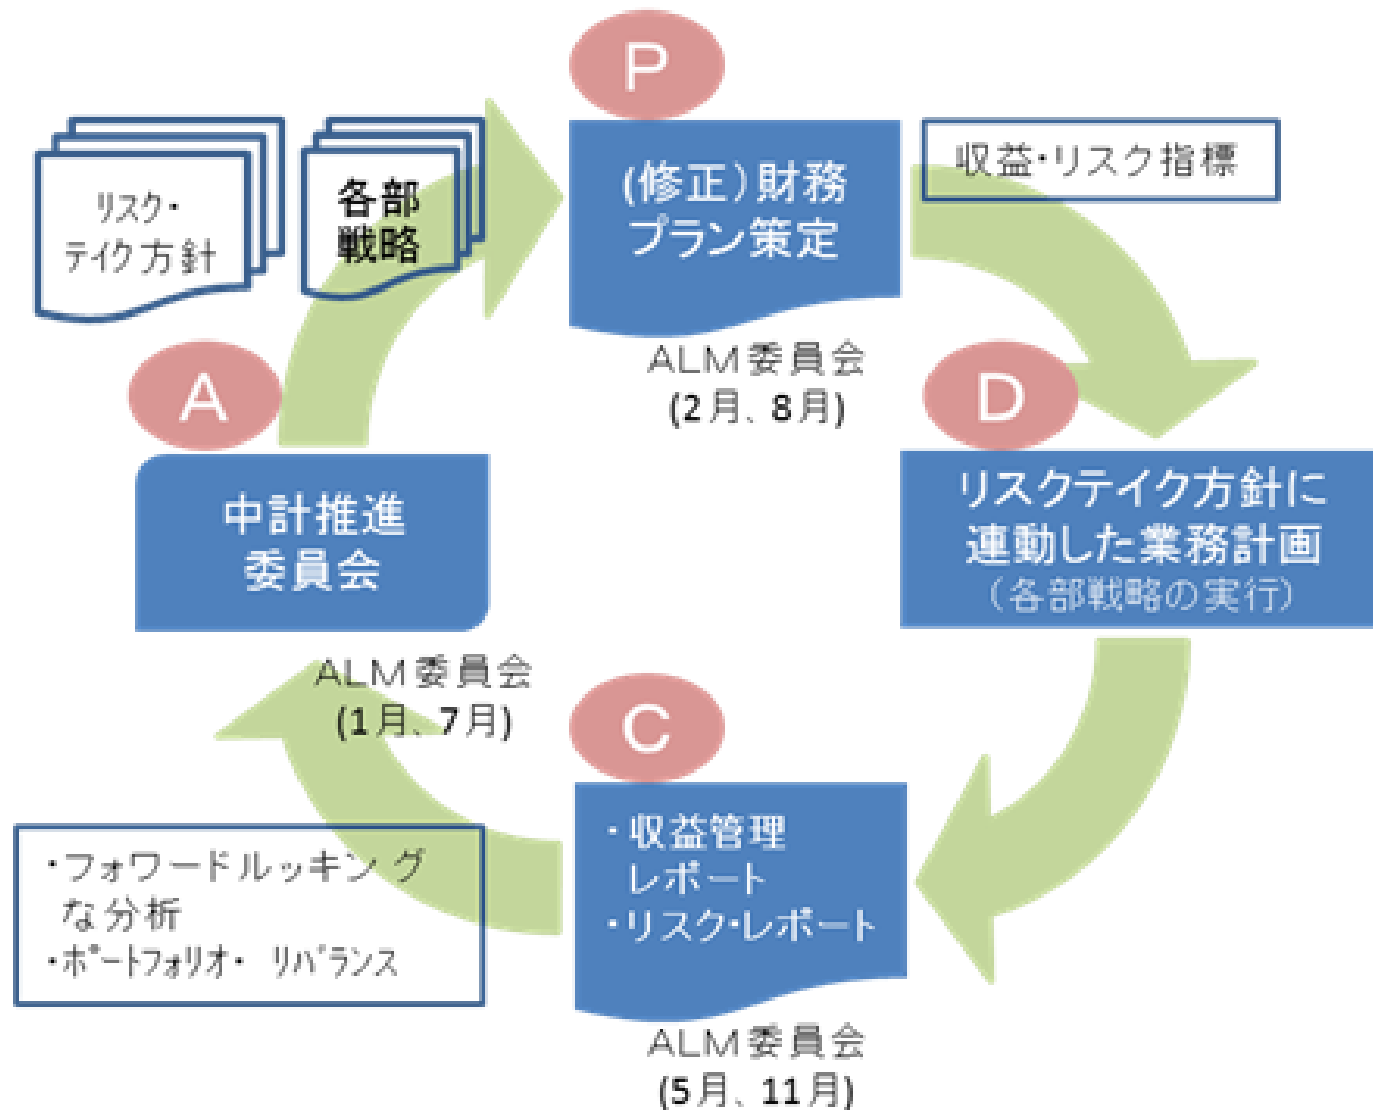 P
(修正)財務
プラン策定
ALM委員会
(2月、8月)
収益・リスク指標
リスク・
テイク方針
各部
戦略
D
リスクテイク方針に
連動した業務計画
(各部戦略の実行)
A
中計推進
委員会
ALM委員会
(1月、7月)
C
・収益管理
レポート
・リスク・レポート
ALM委員会
(5月、11月)
・フォワードルッキング
な分析
・ポートフォリオ・ リバランス